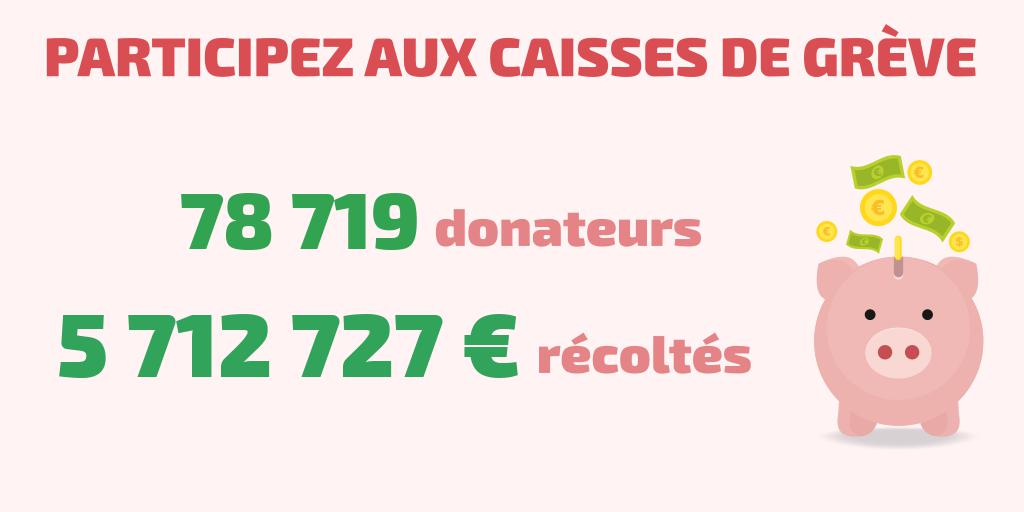 PARTICIPEZ AUX CAISSES DE GRÈVE
78 719 donateurs
5 712 727 € récoltés